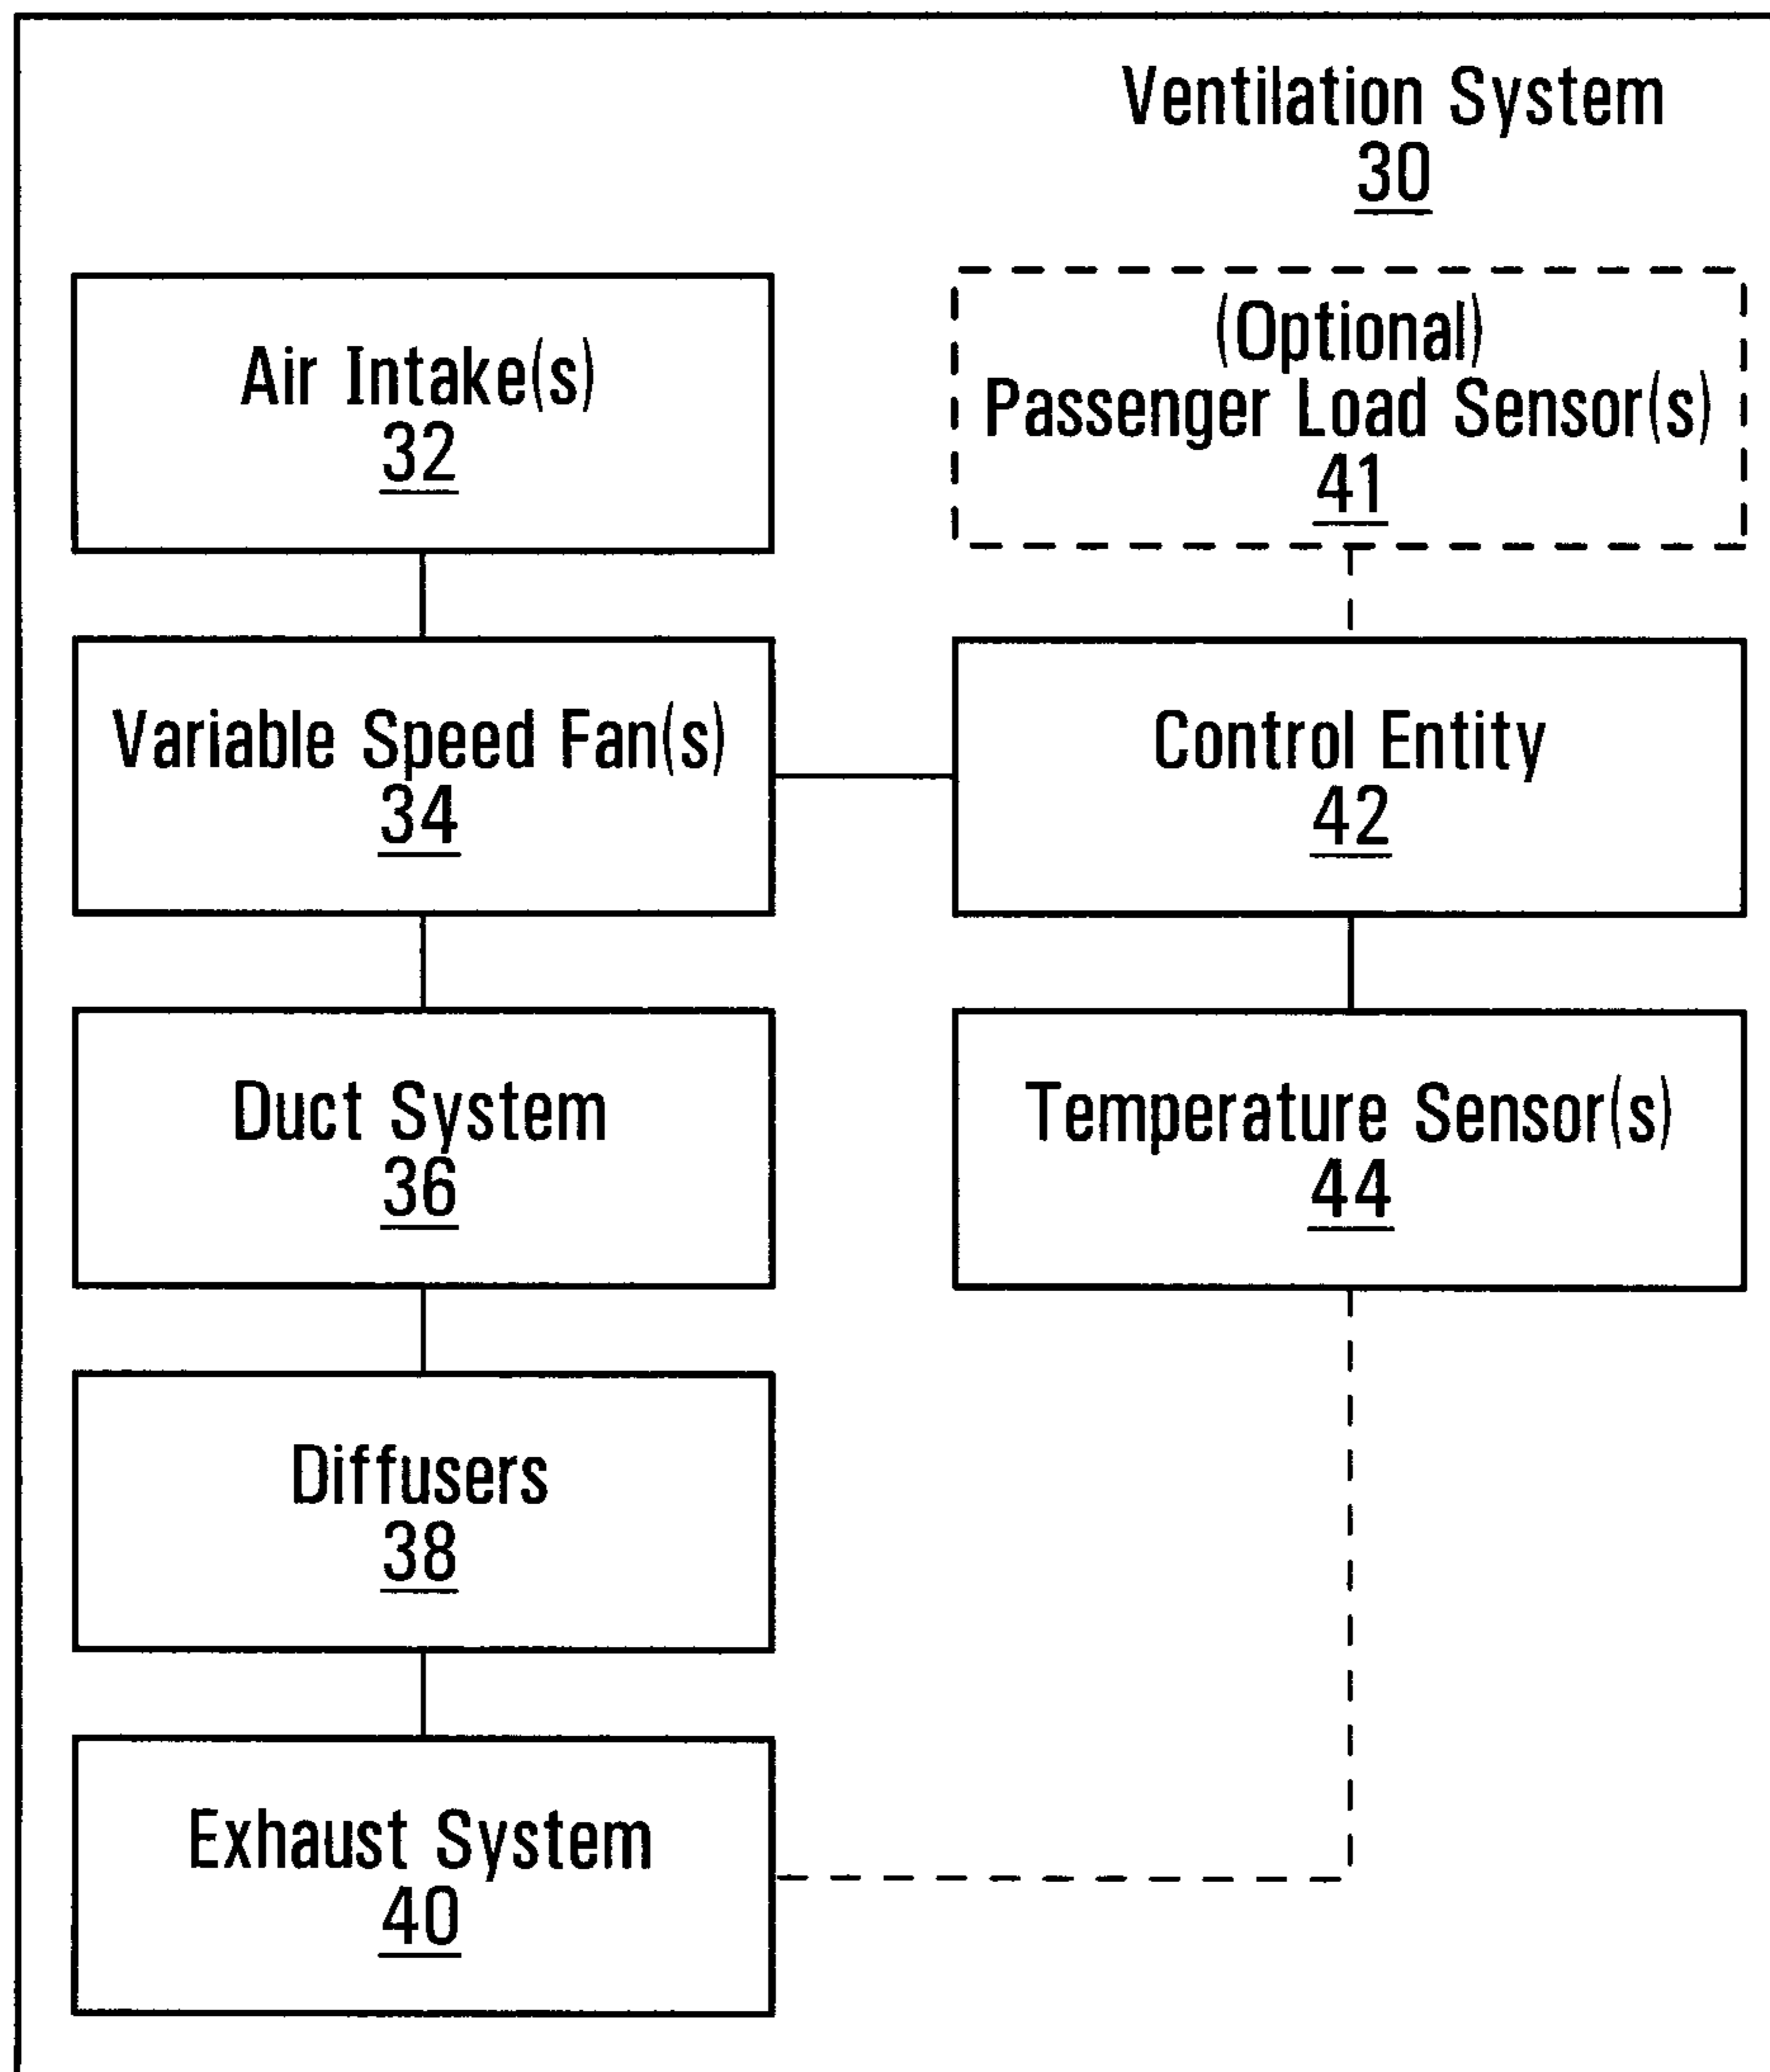 Ventilation System
30
Air Intake(s)
32
(Optional)
Passenger Load Sensor(s)
41
Variable Speed Fan(s)
34
Control Entity
42
Duct System
36
Temperature Sensor(s)
44
Diffusers
38
Exhaust System
40